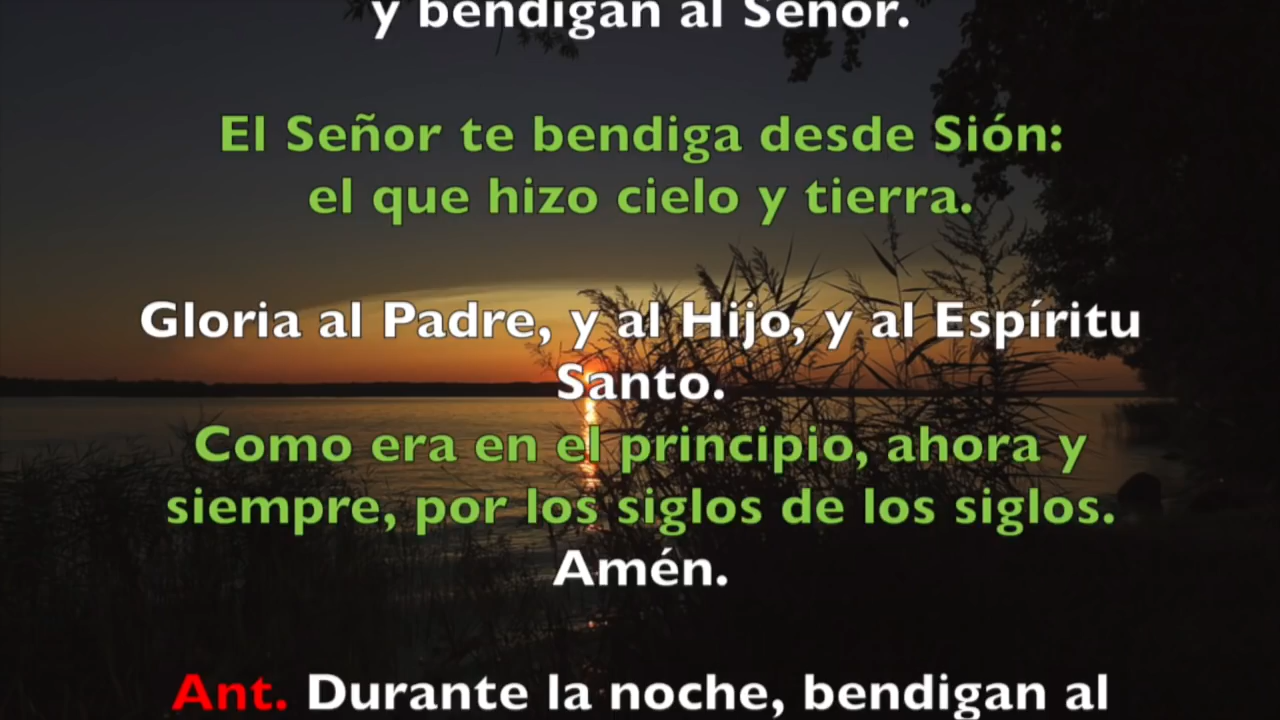 y bendigan al Señor.
El Señor te bendiga desde Sión:
el que hizo cielo y tierra.
Gloria al Padre, y al Hijo, y al Espíritu
Santo.
Como era en el principio, ahora y
siempre, por los siglos de los siglos.
Amén.
Ant. Durante la noche, bendigan al